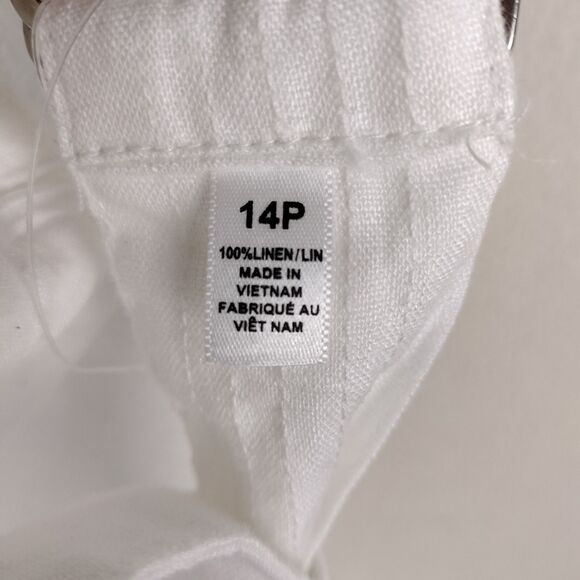 14P
100%LINEN/LIN
MADE IN
VIETNAM
FABRIQUÉ AU
VIÊT NAM